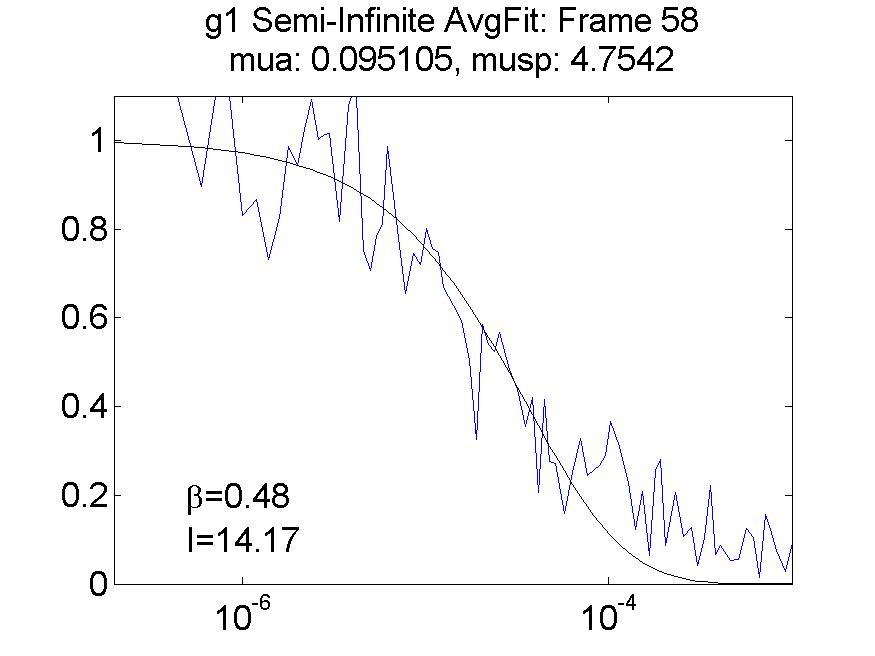 g1 Semi-Infinite AvgFit: Frame 58
mua: 0.095105, musp: 4.7542
1
0.8
0.6
0.4
0.2
0
β=0.48
I=14.17
10^-6
10^-4